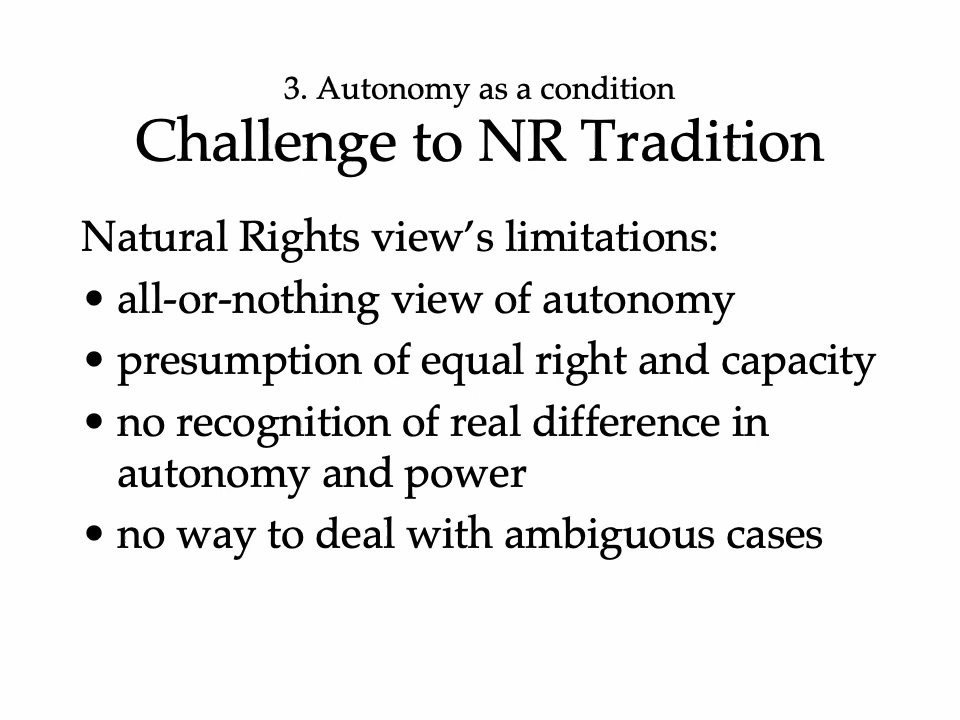 3. Autonomy as a condition
Challenge to NR Tradition
Natural Rights view’s limitations:
• all-or-nothing view of autonomy
• presumption of equal right and capacity
• no recognition of real difference in
autonomy and power
• no way to deal with ambiguous cases